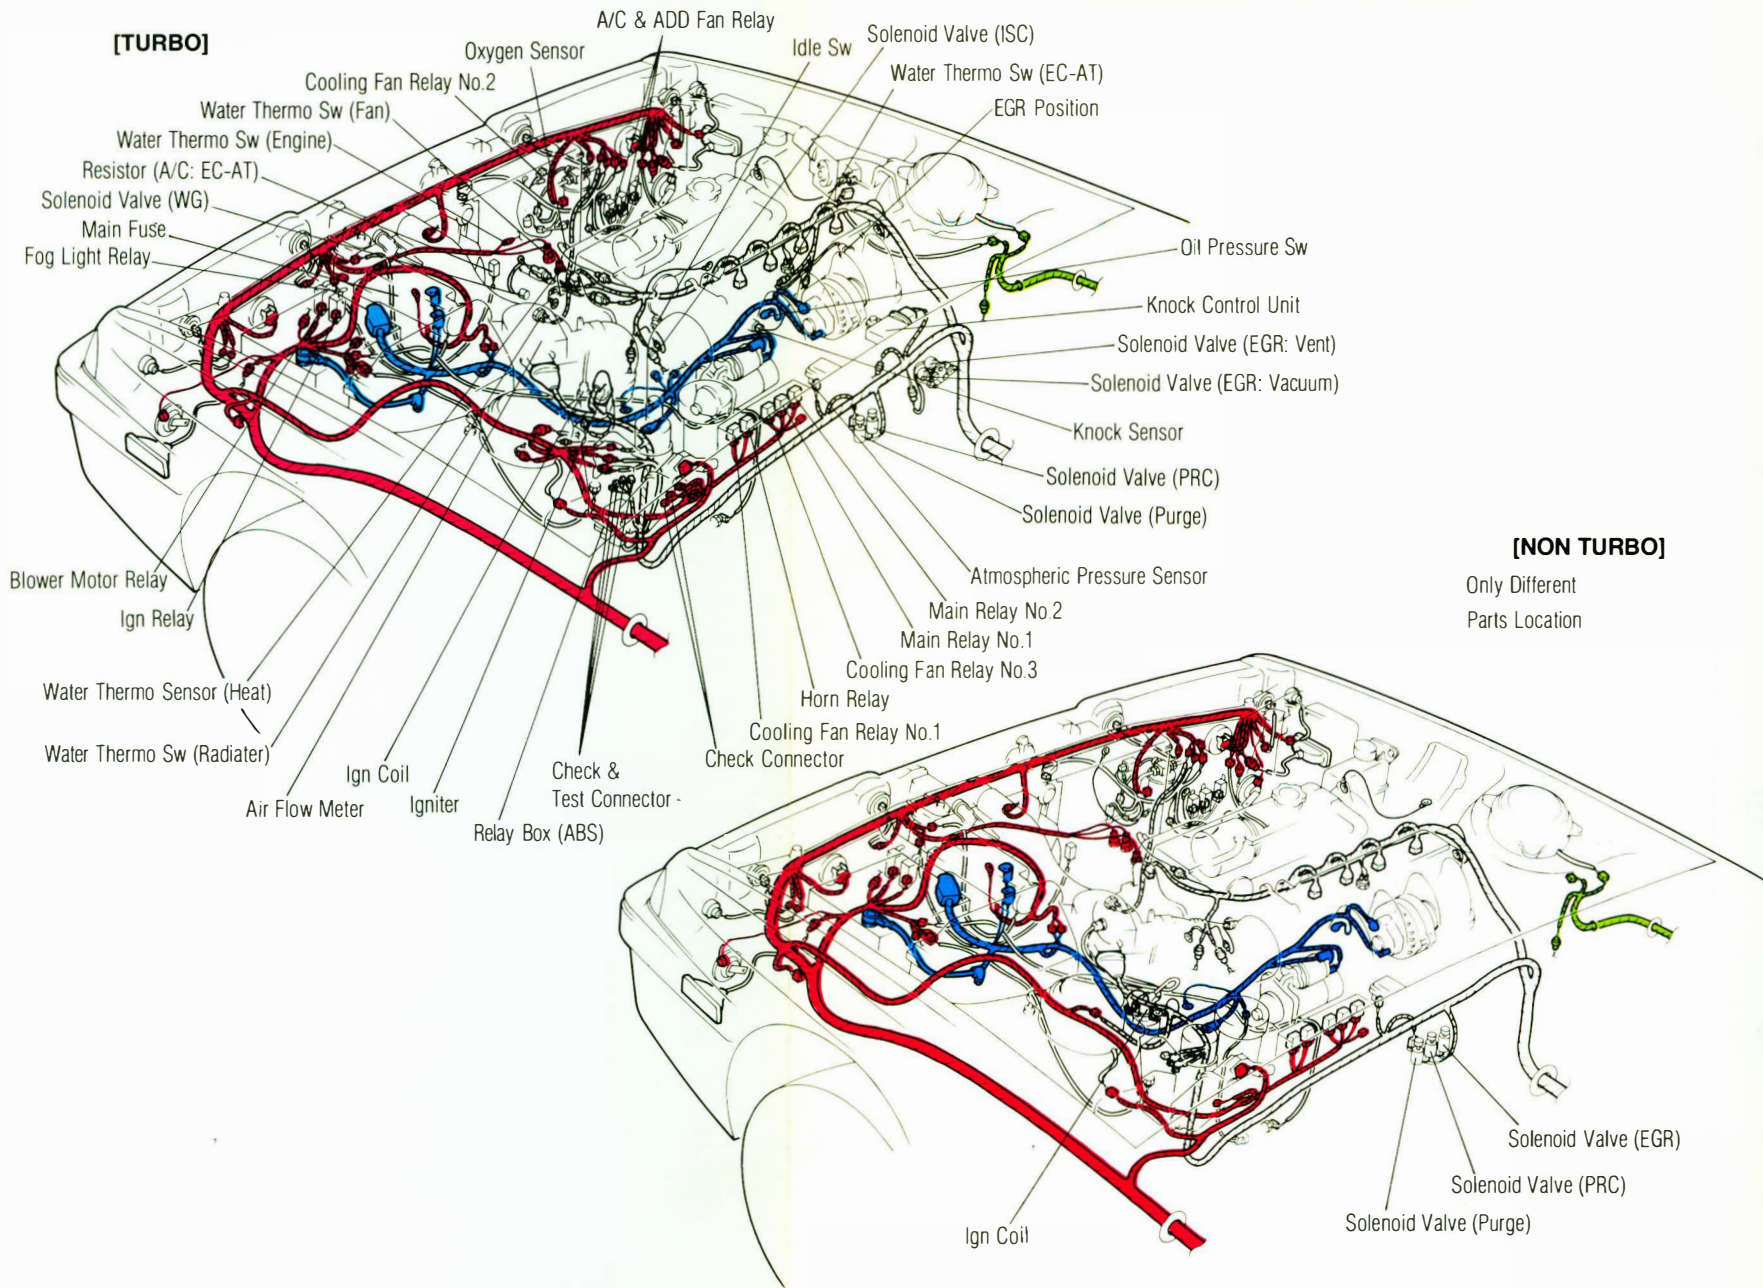 [TURBO]
A/C & ADD Fan Relay
Oxygen Sensor
Cooling Fan Relay No.2
Water Thermo Sw (Fan)
Water Thermo Sw (Engine)
Resistor (A/C: EC-AT)
Solenoid Valve (WG)
Main Fuse
Fog Light Relay
Idle Sw
Solenoid Valve (ISC)
Water Thermo Sw (EC-AT)
EGR Position
Oil Pressure Sw
Knock Control Unit
Solenoid Valve (EGR: Vent)
Solenoid Valve (EGR: Vacuum)
Knock Sensor
Solenoid Valve (PRC)
Solenoid Valve (Purge)
Atmospheric Pressure Sensor
Main Relay No.2
Main Relay No.1
Cooling Fan Relay No.3
Horn Relay
Cooling Fan Relay No.1
Check Connector
Check &
Test Connector
Relay Box (ABS)
Igniter
Ign Coil
Air Flow Meter
Water Thermo Sw (Radiater)
Water Thermo Sensor (Heat)
Ign Relay
Blower Motor Relay
[NON TURBO]
Only Different
Parts Location
Solenoid Valve (EGR)
Solenoid Valve (PRC)
Solenoid Valve (Purge)
Ign Coil